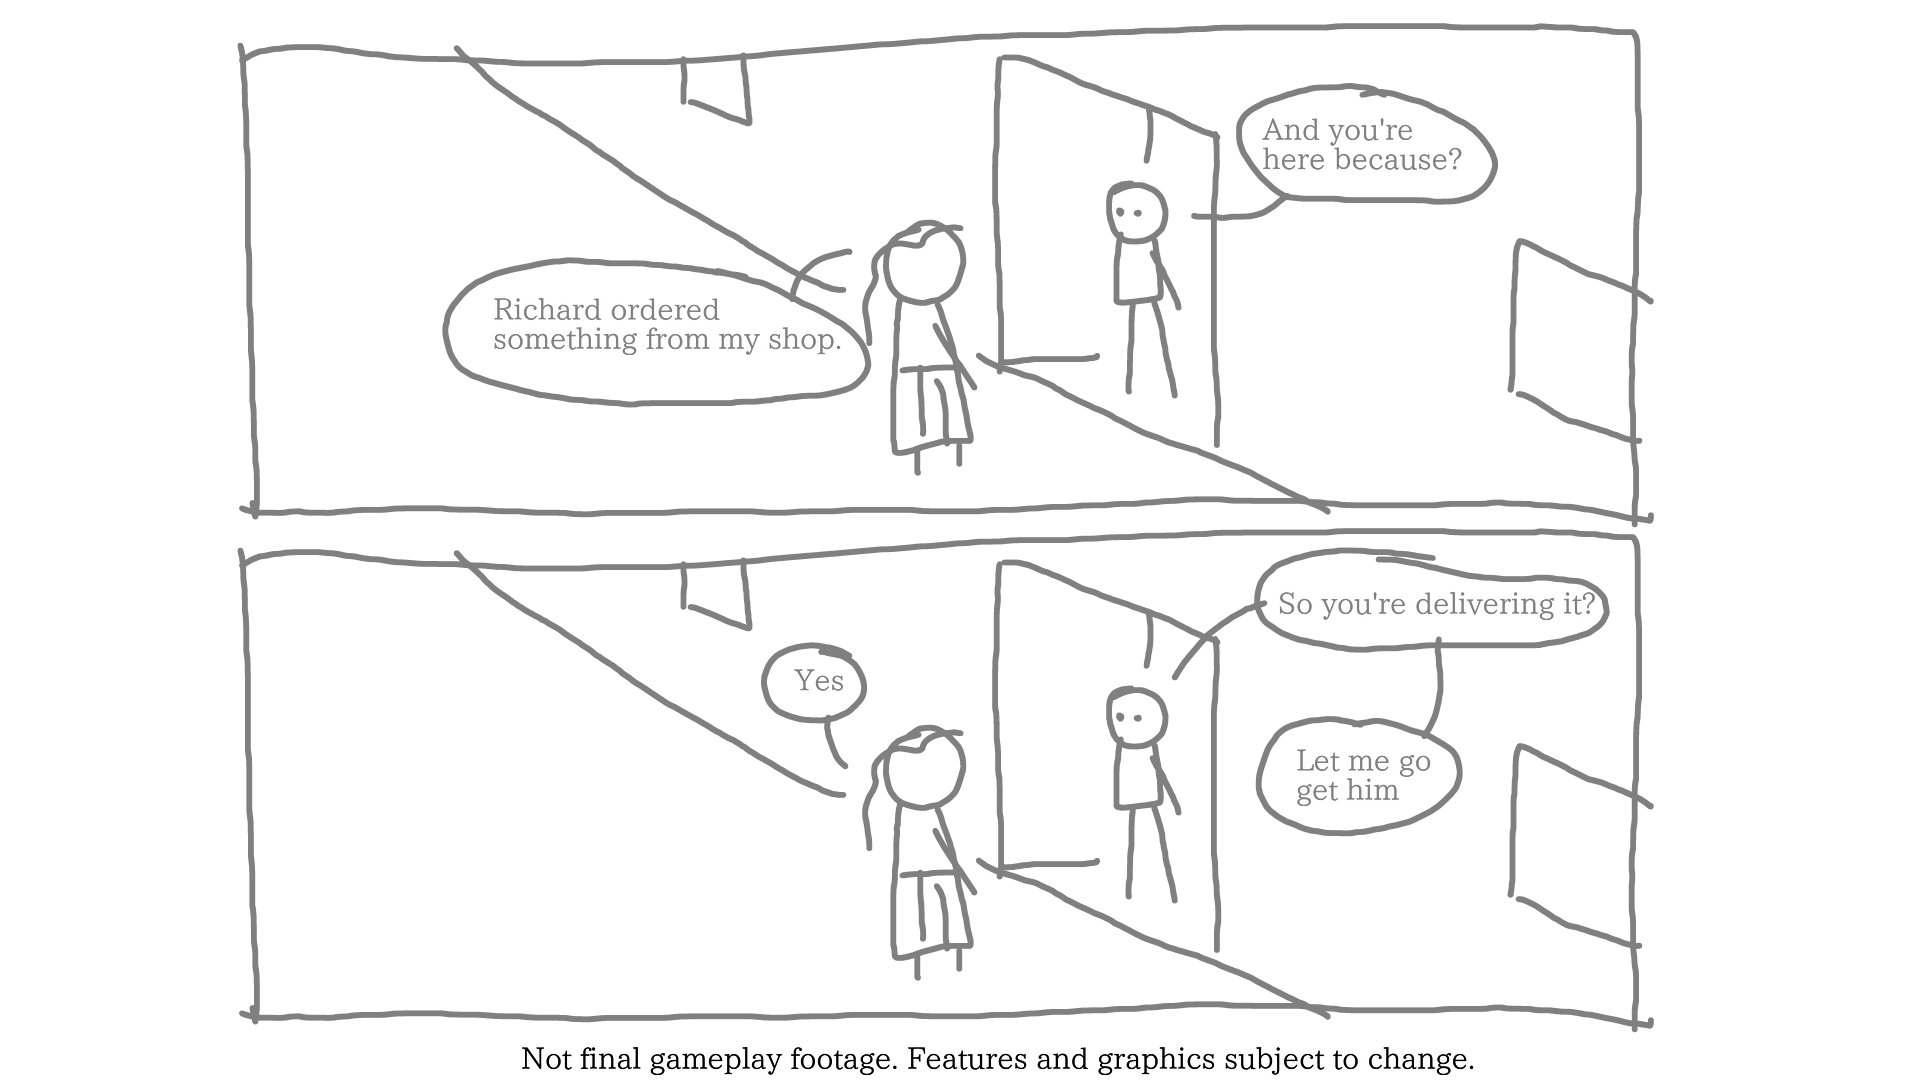 And you're
here because?
Richard ordered
something from my shop.
So you're delivering it?
Yes
Let me go
get him
Not final gameplay footage. Features and graphics subject to change.